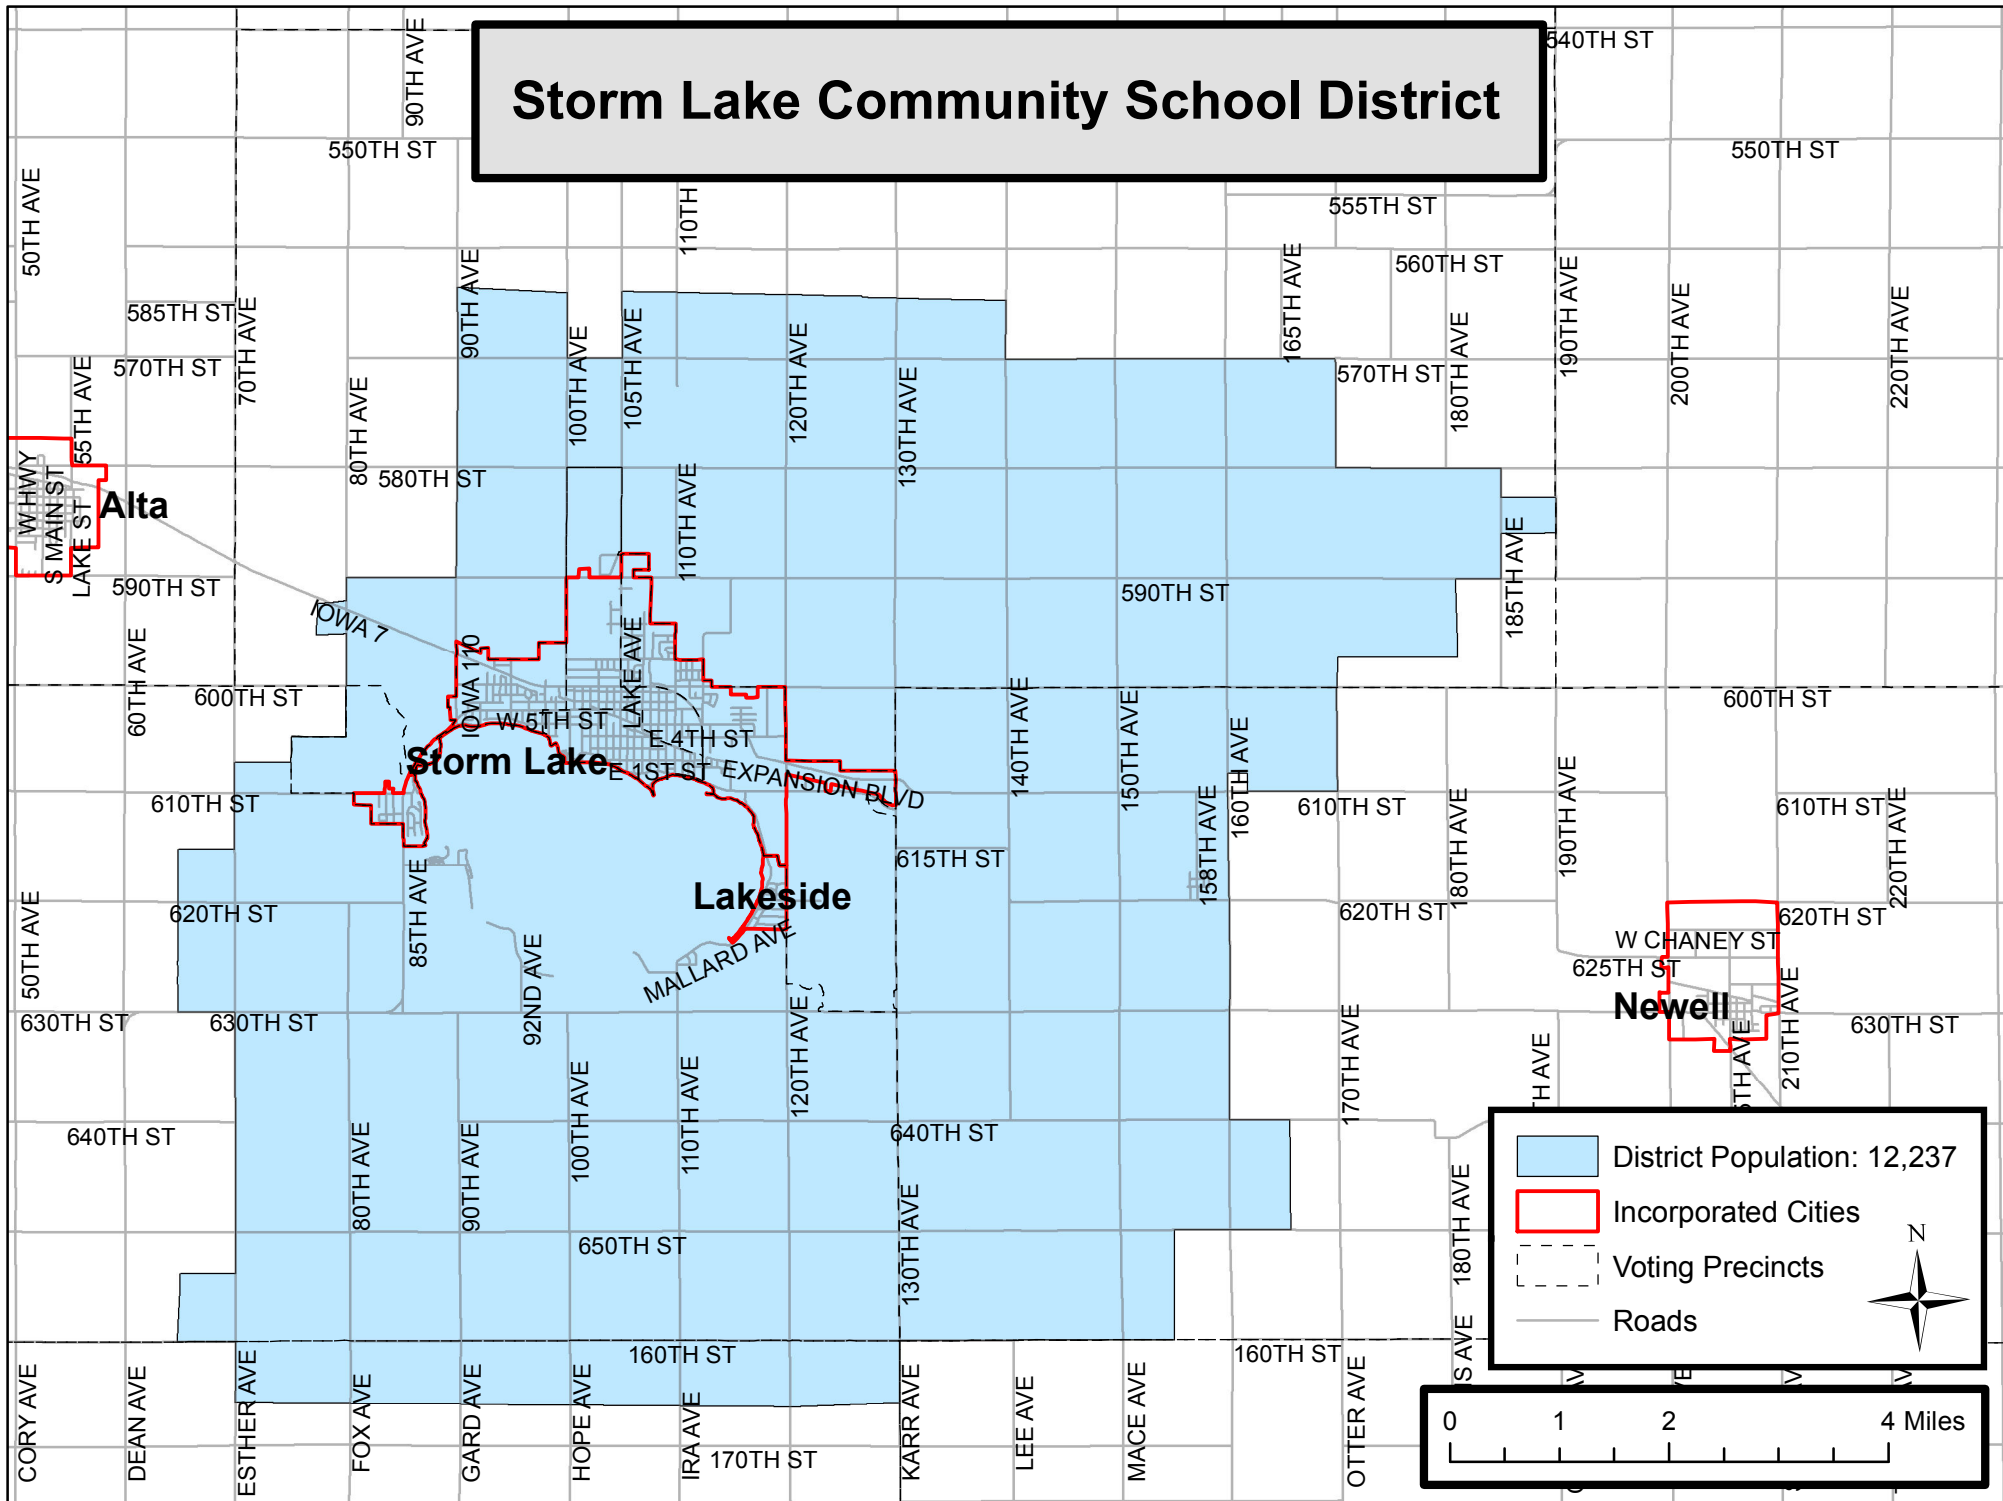 Storm Lake Community School District
540TH ST
90TH AVE
550TH ST
550TH ST
50TH AVE
110TH
555TH ST
560TH ST
585TH ST
70TH AVE
90TH AVE
100TH AVE
105TH AVE
120TH AVE
165TH AVE
180TH AVE
190TH AVE
200TH AVE
220TH AVE
570TH ST
570TH ST
55TH AVE
80TH AVE
130TH AVE
580TH ST
110TH AVE
W HWY
S MAIN ST
LAKE ST
Alta
185TH AVE
590TH ST
590TH ST
IOWA 7
60TH AVE
IOWA 110
LAKE AVE
600TH ST
600TH ST
W 5TH ST
E 4TH ST
Storm Lake
E 1ST ST
EXPANSION BLVD
140TH AVE
150TH AVE
160TH AVE
158TH AVE
180TH AVE
190TH AVE
220TH AVE
610TH ST
610TH ST
610TH ST
615TH ST
Lakeside
50TH AVE
620TH ST
620TH ST
620TH ST
85TH AVE
92ND AVE
MALLARD AVE
W CHANEY ST
625TH ST
Newell
630TH ST
630TH ST
630TH ST
120TH AVE
170TH AVE
TH AVE
5TH AVE
210TH AVE
640TH ST
640TH ST
80TH AVE
90TH AVE
100TH AVE
110TH AVE
130TH AVE
180TH AVE
650TH ST
District Population: 12,237
Incorporated Cities
Voting Precincts
Roads
N
160TH ST
160TH ST
CORY AVE
DEAN AVE
ESTHER AVE
FOX AVE
GARD AVE
HOPE AVE
IRA AVE
KARR AVE
LEE AVE
MACE AVE
OTTER AVE
IS AVE
170TH ST
0 1 2 4 Miles